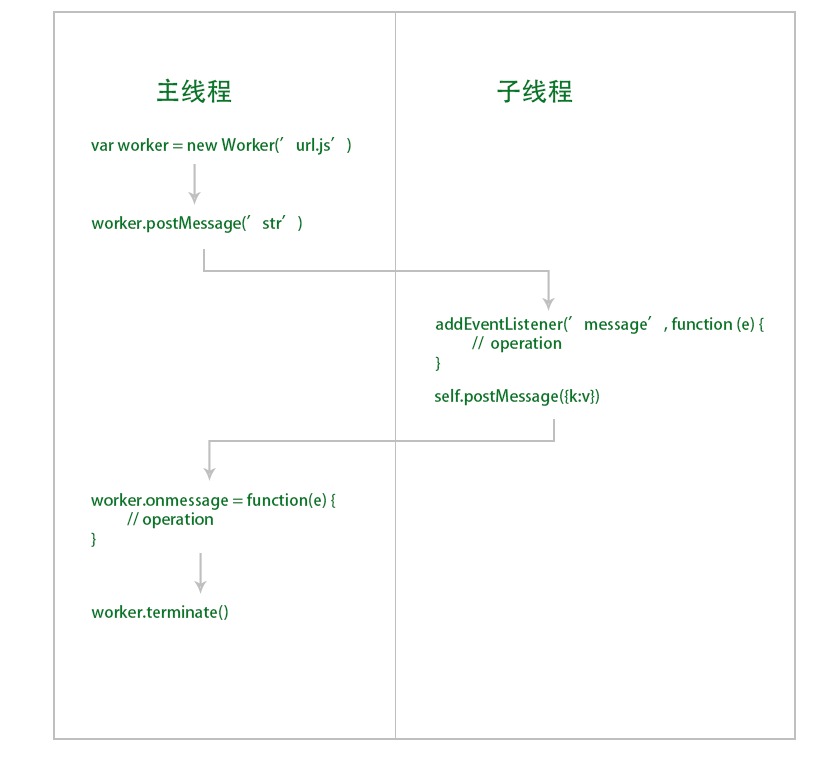 主线程
子线程
var worker = new Worker(′url.js′)
worker.postMessage(′str′)
addEventListener(′message′, function (e) {
// operation
}
self.postMessage({k:v})
worker.onmessage = function(e) {
// operation
}
worker.terminate()